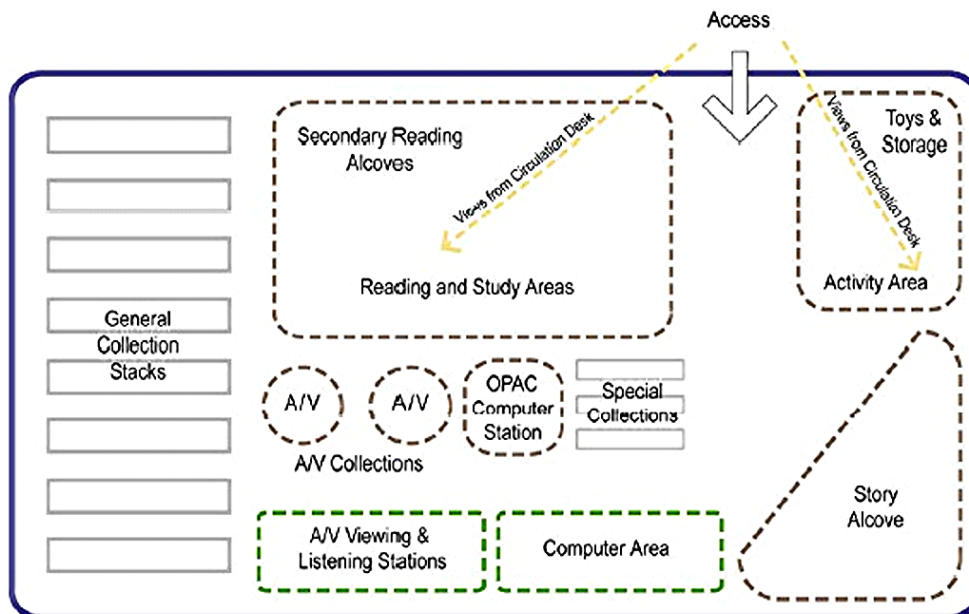 Access
Secondary Reading
Alcoves
Views from Circulation Desk
Reading and Study Areas
Views from Circulation Desk
Toys &
Storage
Activity Area
General
Collection
Stacks
A/V
A/V
A/V Collections
OPAC
Computer
Station
Special
Collections
A/V Viewing &
Listening Stations
Computer Area
Story
Alcove